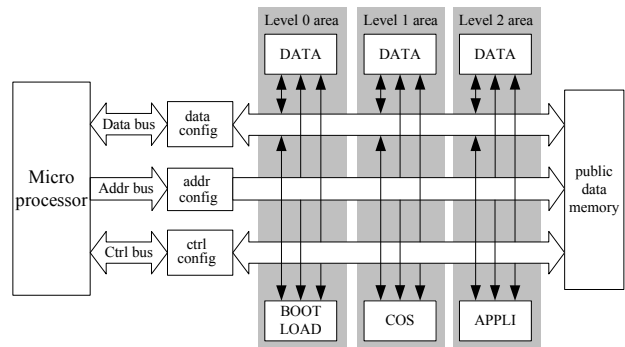 Level 0 area
Level 1 area
Level 2 area
DATA
DATA
DATA
Micro
processor
Data bus
data
config
Addr bus
addr
config
Ctrl bus
ctrl
config
public
data
memory
BOOT
LOAD
COS
APPLI